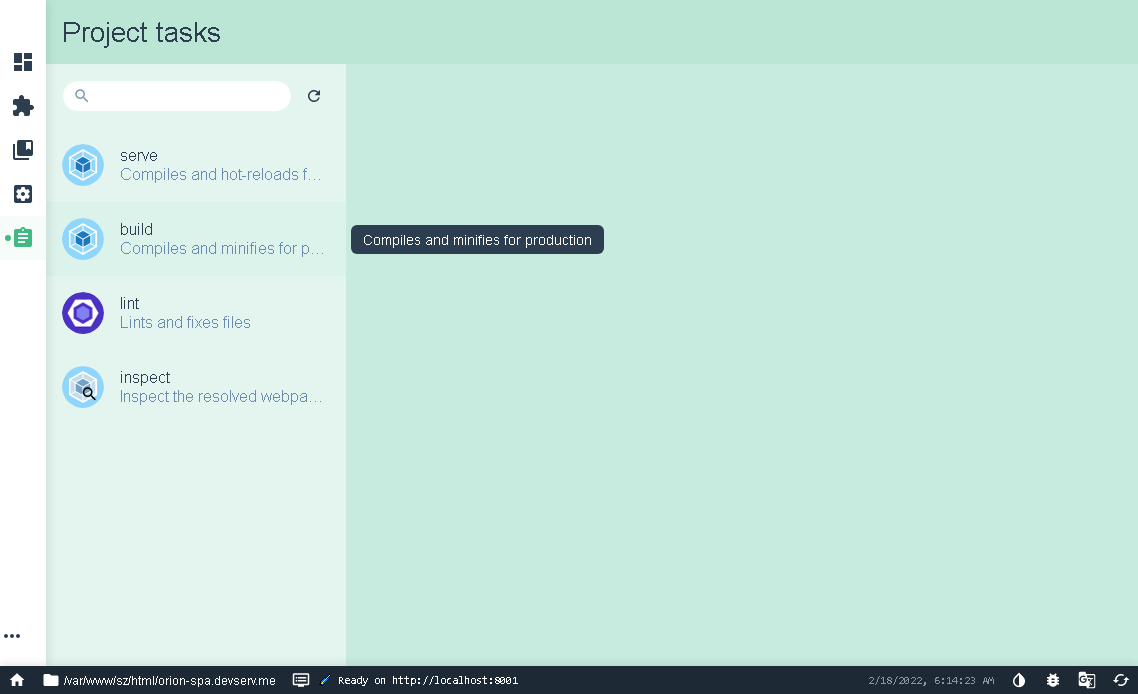 Project tasks
serve
Compiles and hot-reloads f...
build
Compiles and minifies for p...
Compiles and minifies for production
lint
Lints and fixes files
inspect
Inspect the resolved webpa...
/var/www/sz/html/orion-spa.devserv.me
Ready on http://localhost:8001
2/18/2022, 6:14:23 AM